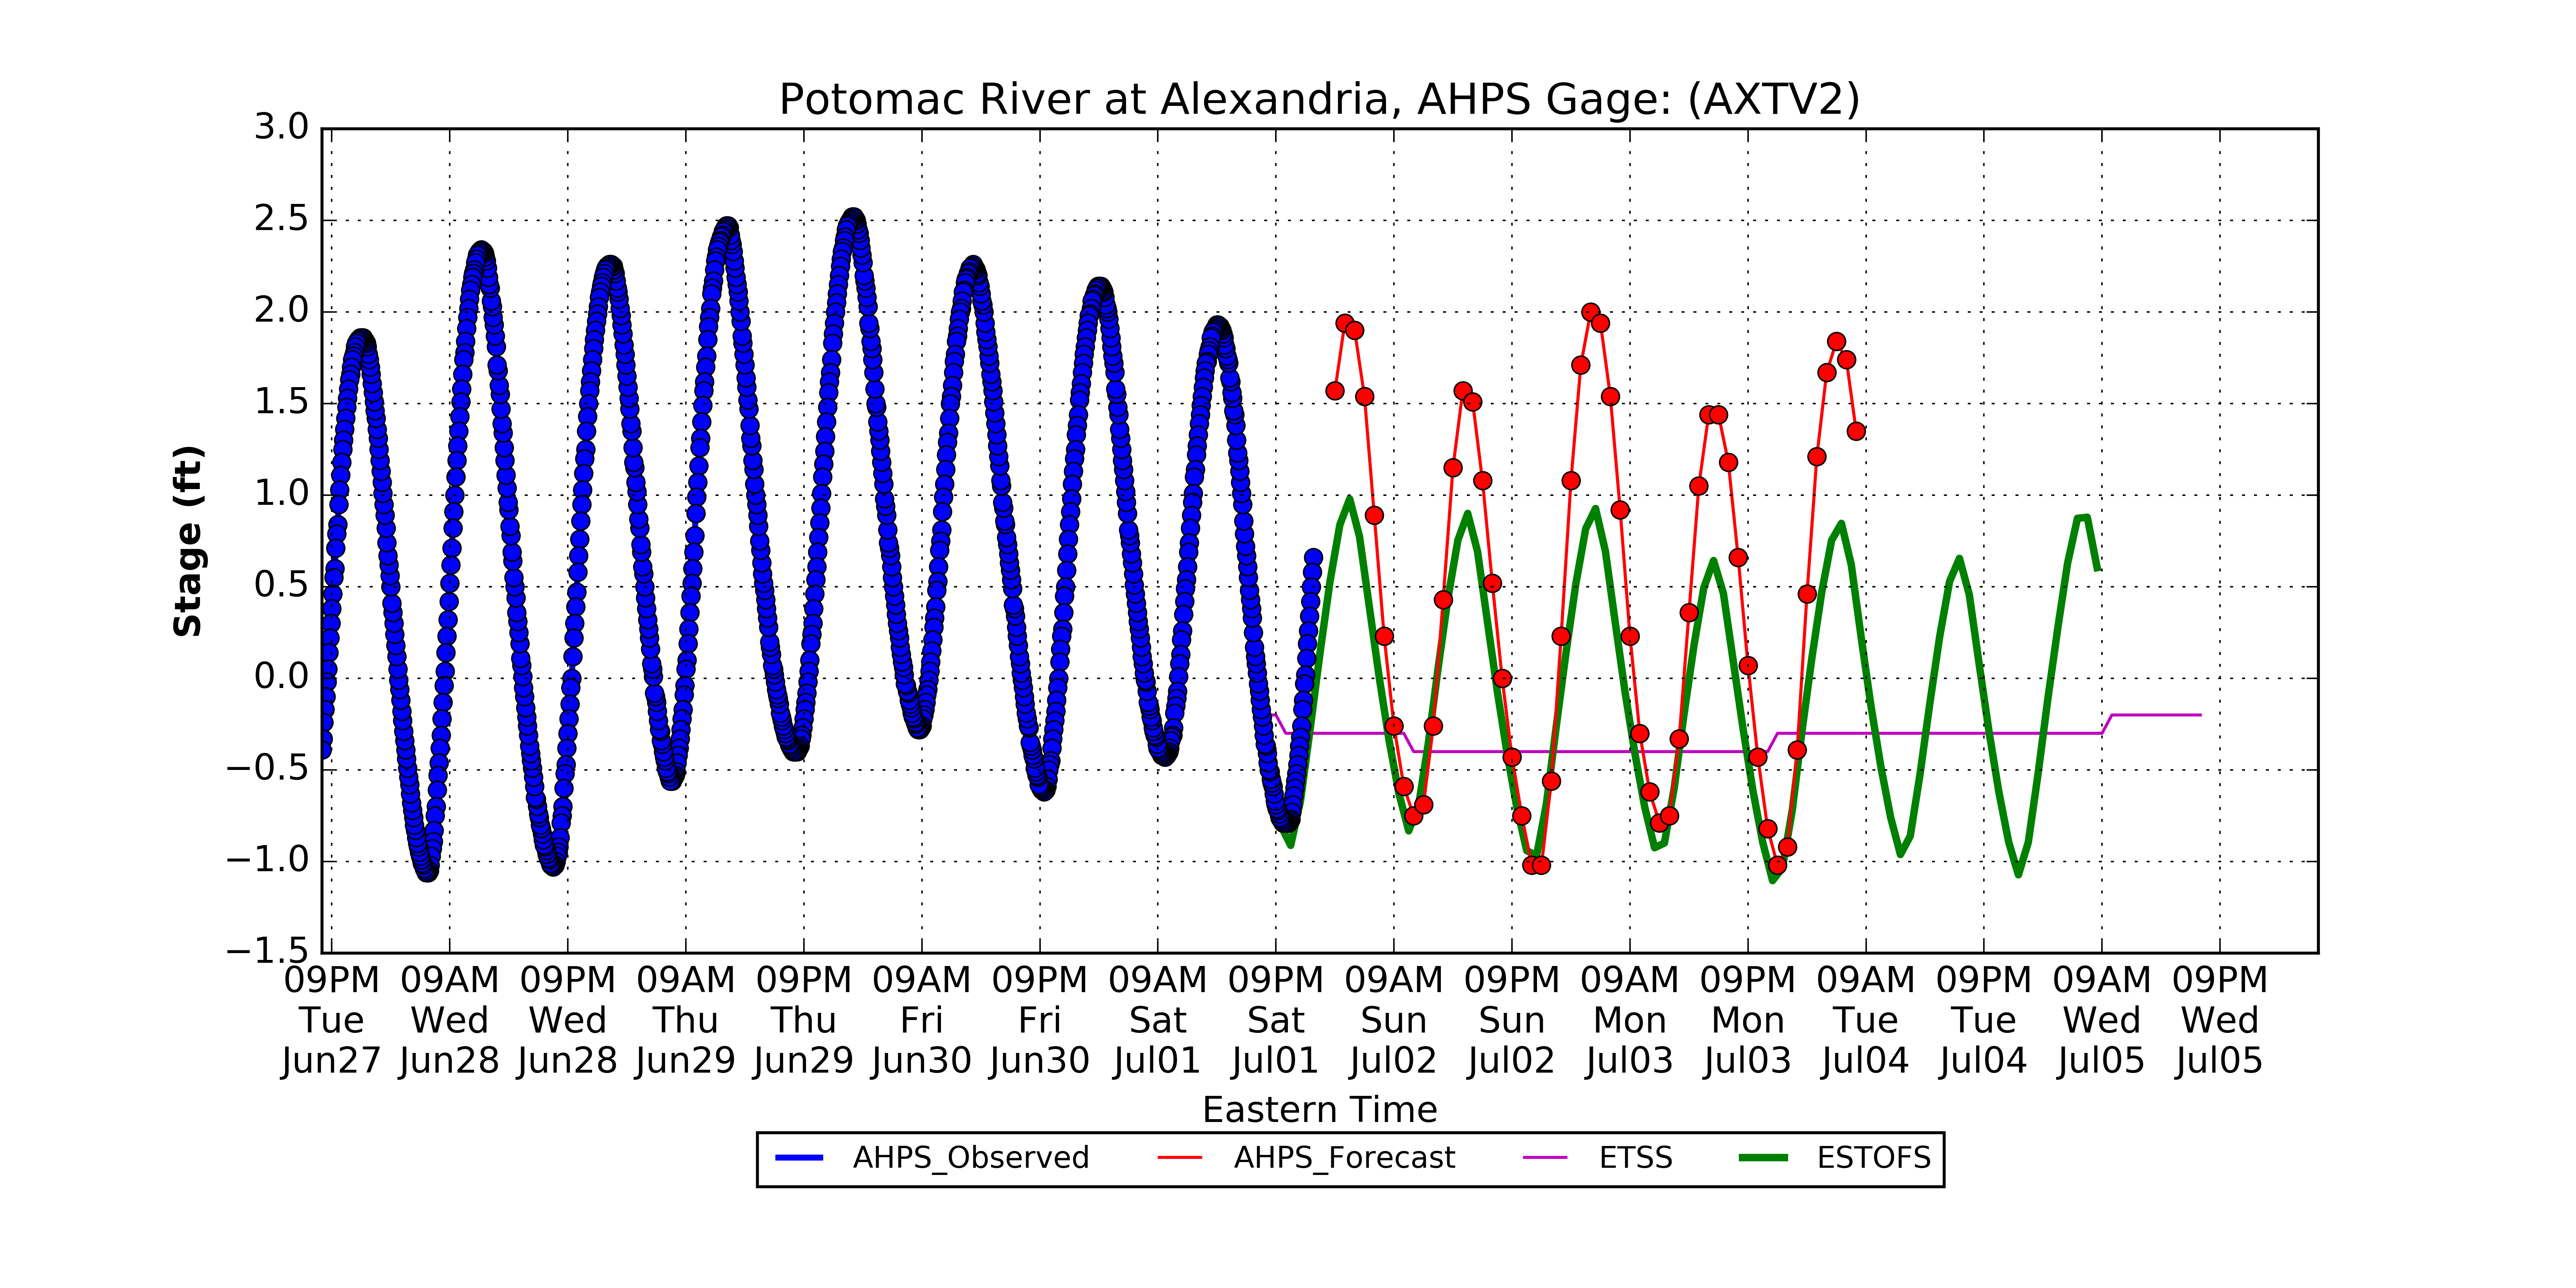 Potomac River at Alexandria, AHPS Gage: (AXTV2)
3.0
2.5
2.0
1.5
1.0
0.5
0.0
−0.5
−1.0
−1.5
Stage (ft)
09PM 09AM 09PM 09AM 09PM 09AM 09PM 09AM 09PM 09AM 09PM 09AM 09PM 09AM 09PM 09AM 09PM
Tue Wed Wed Thu Thu Fri Fri Sat Sat Sun Sun Mon Mon Tue Tue Wed Wed
Jun27 Jun28 Jun28 Jun29 Jun29 Jun30 Jun30 Jul01 Jul01 Jul02 Jul02 Jul03 Jul03 Jul04 Jul04 Jul05 Jul05
Eastern Time
AHPS_Observed AHPS_Forecast ETSS ESTOFS